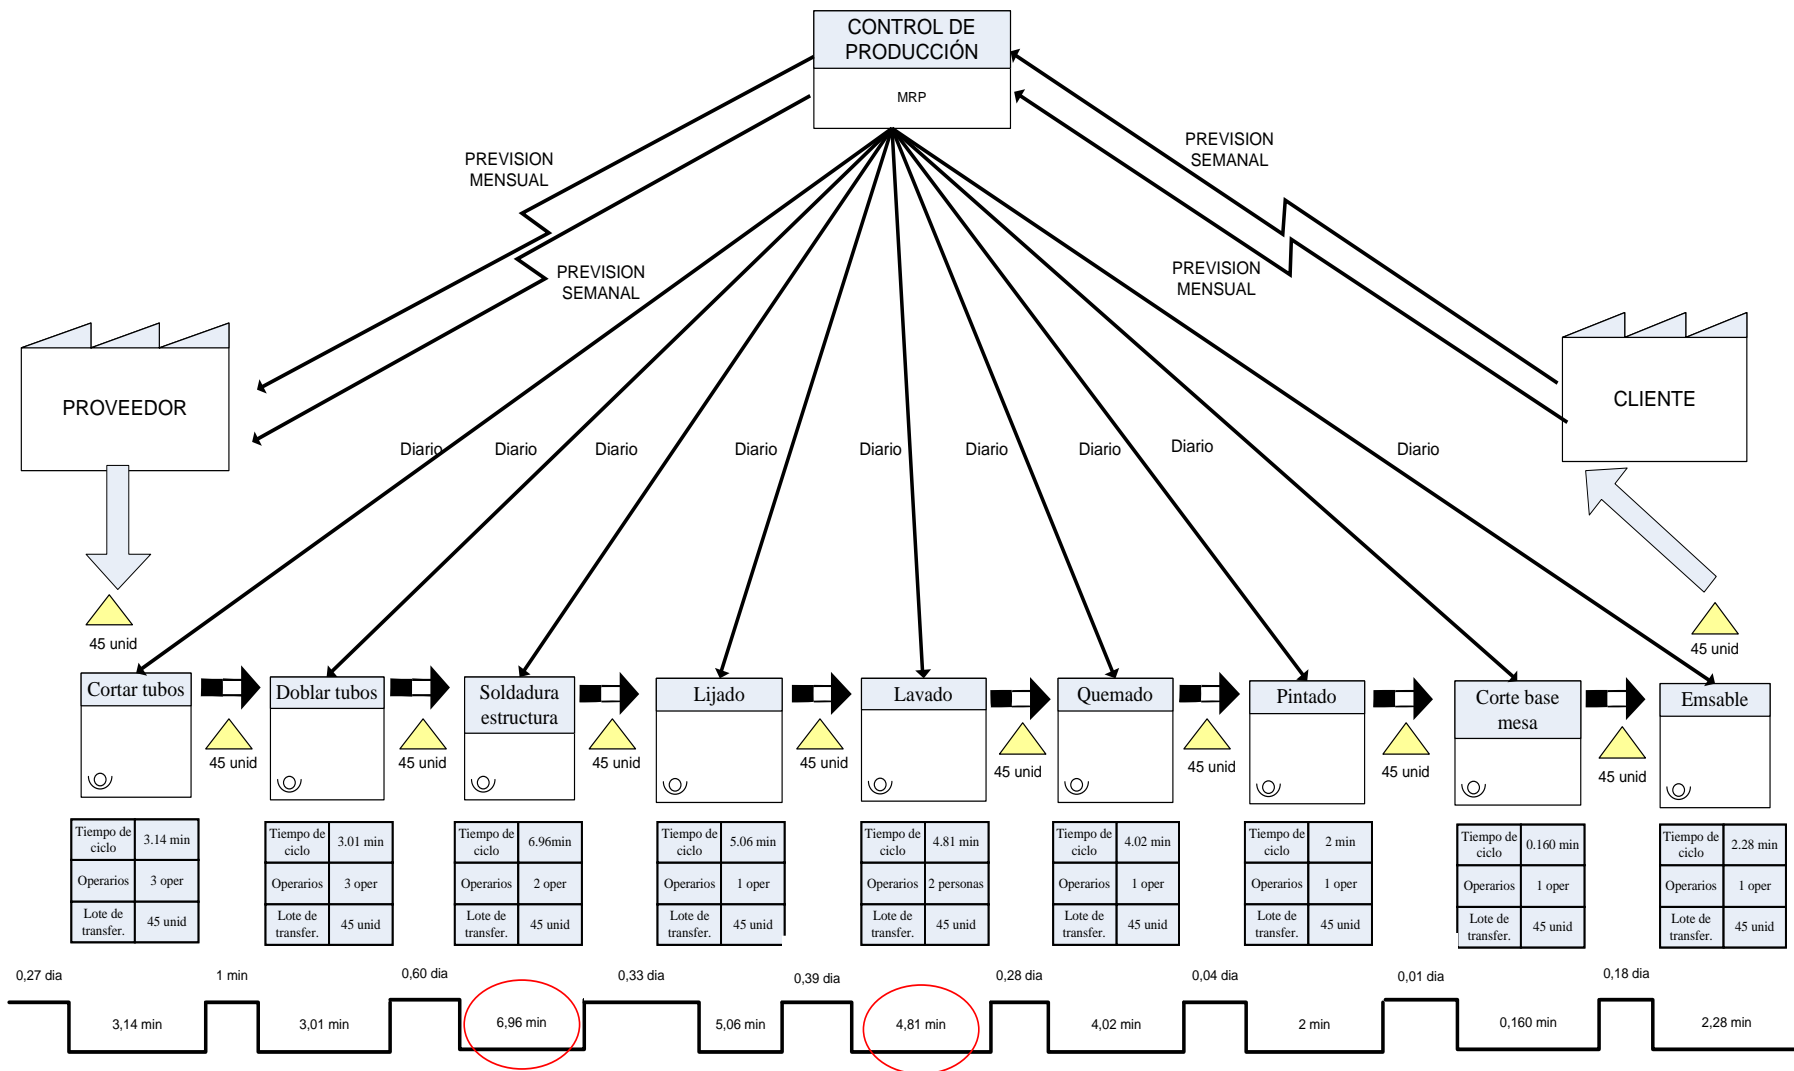 CONTROL DE
PRODUCCIÓN
MRP
PREVISION
MENSUAL
PREVISION
SEMANAL
PREVISION
SEMANAL
PREVISION
MENSUAL
PROVEEDOR
CLIENTE
Diario
Diario
Diario
Diario
Diario
Diario
Diario
Diario
Diario
45 unid
45 unid
Cortar tubos
Doblar tubos
Soldadura
estructura
Lijado
Lavado
Quemado
Pintado
Corte base
mesa
Emsable
45 unid
45 unid
45 unid
45 unid
45 unid
45 unid
45 unid
45 unid
Tiempo de
ciclo
3.14 min
Operarios
3 oper
Lote de
transfer.
45 unid
Tiempo de
ciclo
3.01 min
Operarios
3 oper
Lote de
transfer.
45 unid
Tiempo de
ciclo
6.96min
Operarios
2 oper
Lote de
transfer.
45 unid
Tiempo de
ciclo
5.06 min
Operarios
1 oper
Lote de
transfer.
45 unid
Tiempo de
ciclo
4.81 min
Operarios
2 personas
Lote de
transfer.
45 unid
Tiempo de
ciclo
4.02 min
Operarios
1 oper
Lote de
transfer.
45 unid
Tiempo de
ciclo
2 min
Operarios
1 oper
Lote de
transfer.
45 unid
Tiempo de
ciclo
0.160 min
Operarios
1 oper
Lote de
transfer.
45 unid
Tiempo de
ciclo
2.28 min
Operarios
1 oper
Lote de
transfer.
45 unid
0,27 dia
1 min
0,60 dia
0,33 dia
0,39 dia
0,28 dia
0,04 dia
0,01 dia
0,18 dia
3,14 min
3,01 min
6,96 min
5,06 min
4,81 min
4,02 min
2 min
0,160 min
2,28 min